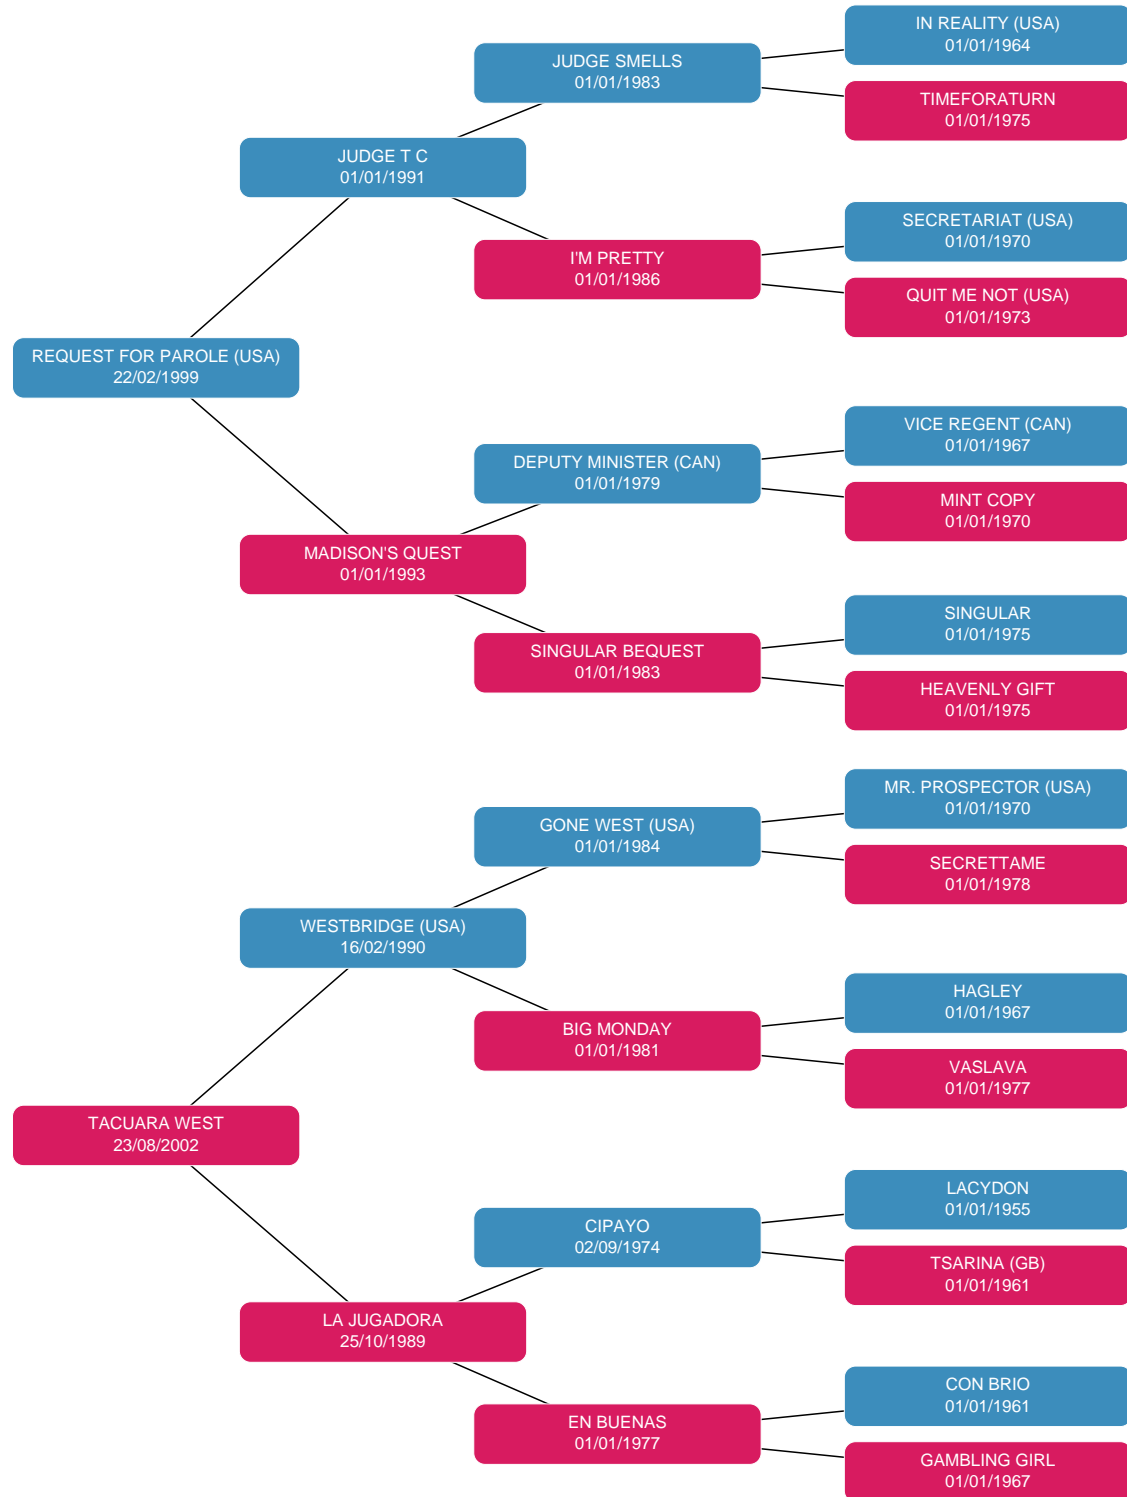 IN REALITY (USA)
01/01/1964
JUDGE SMELLS
01/01/1983
TIMEFORATURN
01/01/1975
JUDGE T C
01/01/1991
SECRETARIAT (USA)
01/01/1970
I'M PRETTY
01/01/1986
QUIT ME NOT (USA)
01/01/1973
REQUEST FOR PAROLE (USA)
22/02/1999
VICE REGENT (CAN)
01/01/1967
DEPUTY MINISTER (CAN)
01/01/1979
MINT COPY
01/01/1970
MADISON'S QUEST
01/01/1993
SINGULAR
01/01/1975
SINGULAR BEQUEST
01/01/1983
HEAVENLY GIFT
01/01/1975
MR. PROSPECTOR (USA)
01/01/1970
GONE WEST (USA)
01/01/1984
SECRETTAME
01/01/1978
WESTBRIDGE (USA)
16/02/1990
HAGLEY
01/01/1967
BIG MONDAY
01/01/1981
VASLAVA
01/01/1977
TACUARA WEST
23/08/2002
LACYDON
01/01/1955
CIPAYO
02/09/1974
TSARINA (GB)
01/01/1961
LA JUGADORA
25/10/1989
CON BRIO
01/01/1961
EN BUENAS
01/01/1977
GAMBLING GIRL
01/01/1967